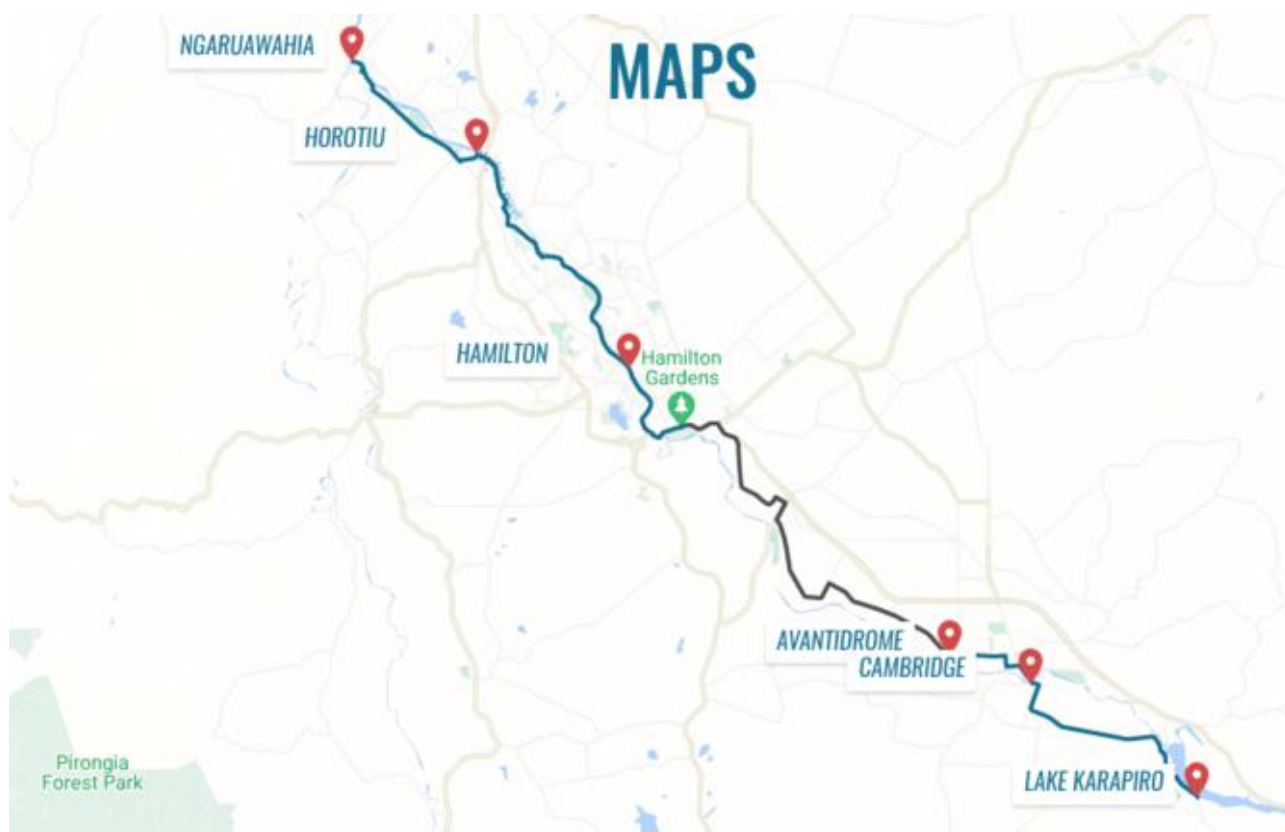 MAPS
NGARUAWAHIA
HOROTIU
HAMILTON
Hamilton
Gardens
AVANTIDROME
CAMBRIDGE
LAKE KARAPIRO
Pirongia
Forest Park